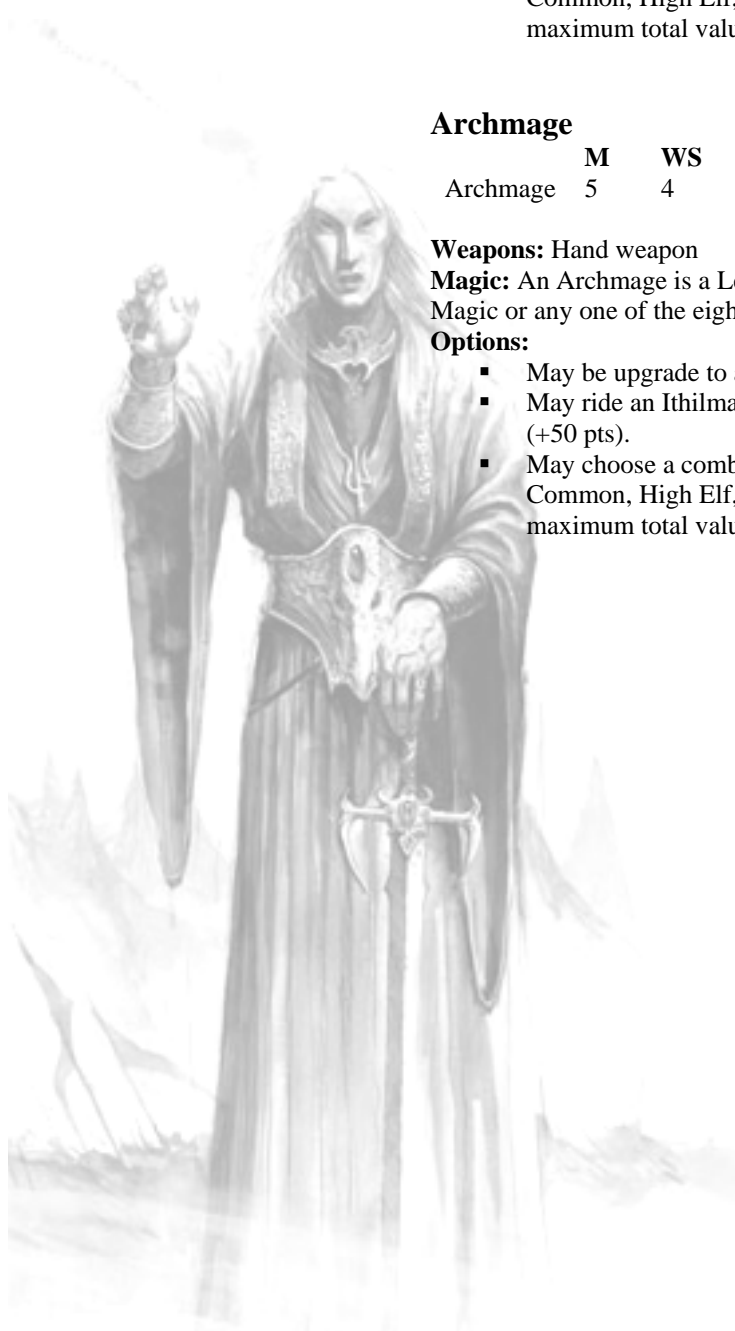 Common, High Elf,
maximum total valu
Archmage
M WS
Archmage 5 4
Weapons: Hand weapon
Magic: An Archmage is a Le
Magic or any one of the eigh
Options:
▪ May be upgrade to
▪ May ride an Ithilma
(+50 pts).
▪ May choose a comb
Common, High Elf,
maximum total valu